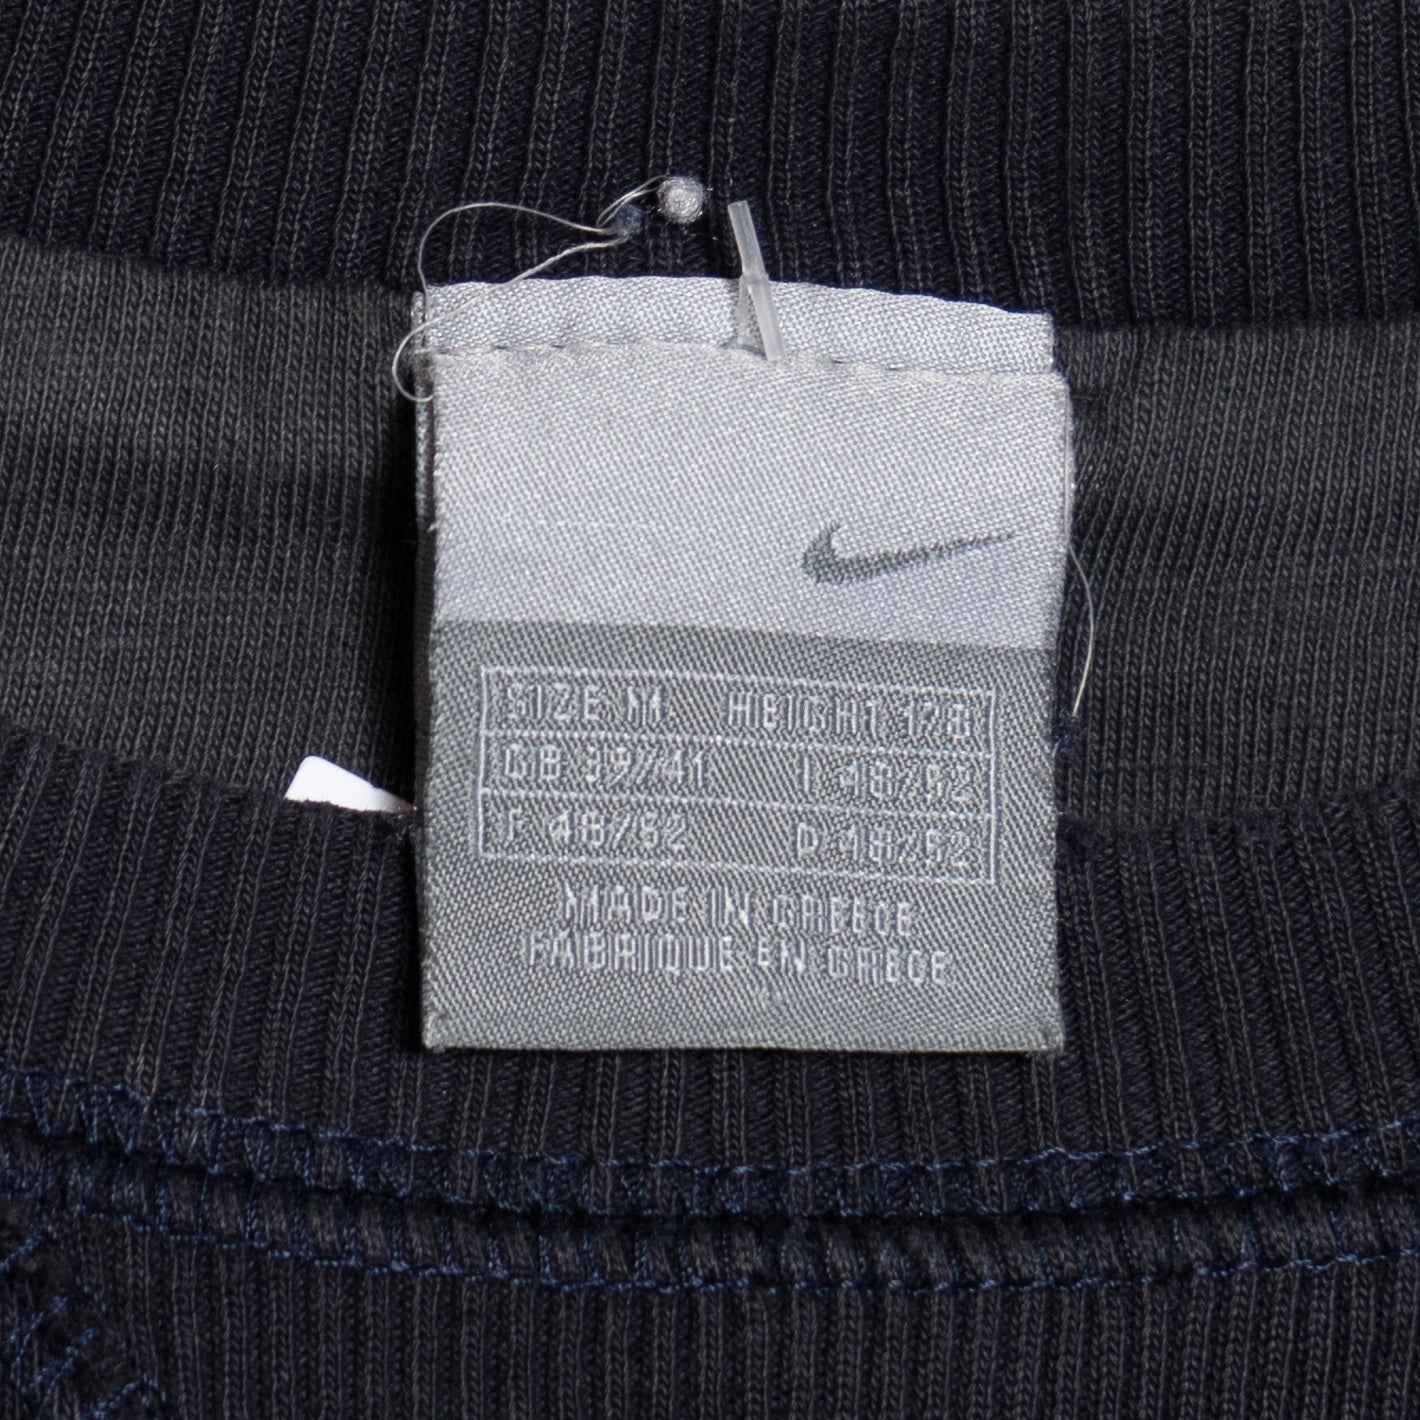 SIZE M HEIGHT 178
GB 39/41 I 48/52
F 48/52 D 48/52
MADE IN GREECE
FABRIQUE EN GRECE